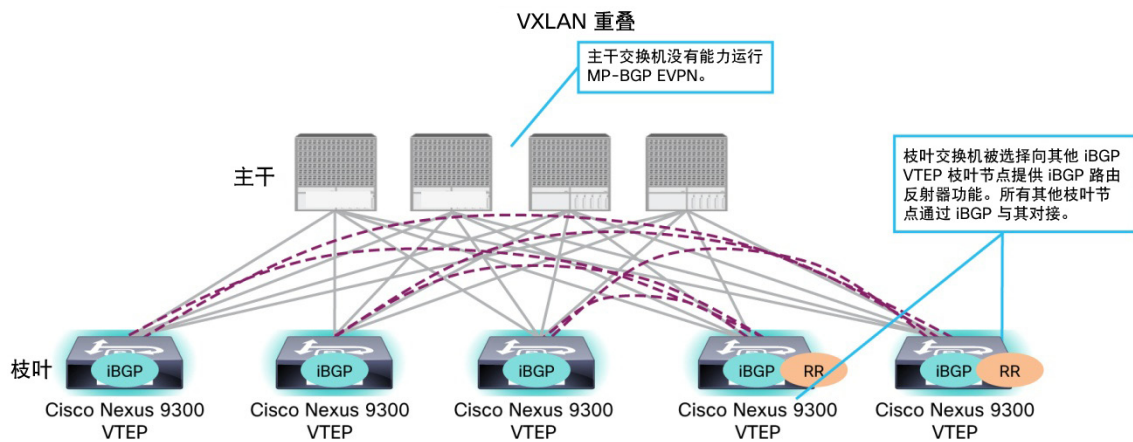 VXLAN 重叠
主干交换机没有能力运行
MP-BGP EVPN。
主干
枝叶交换机被选择向其他 iBGP
VTEP 枝叶节点提供 iBGP 路由
反射器功能。所有其他枝叶节
点通过 iBGP 与其对接。
枝叶
iBGP
iBGP
iBGP
iBGP
RR
iBGP
RR
Cisco Nexus 9300
VTEP
Cisco Nexus 9300
VTEP
Cisco Nexus 9300
VTEP
Cisco Nexus 9300
VTEP
Cisco Nexus 9300
VTEP